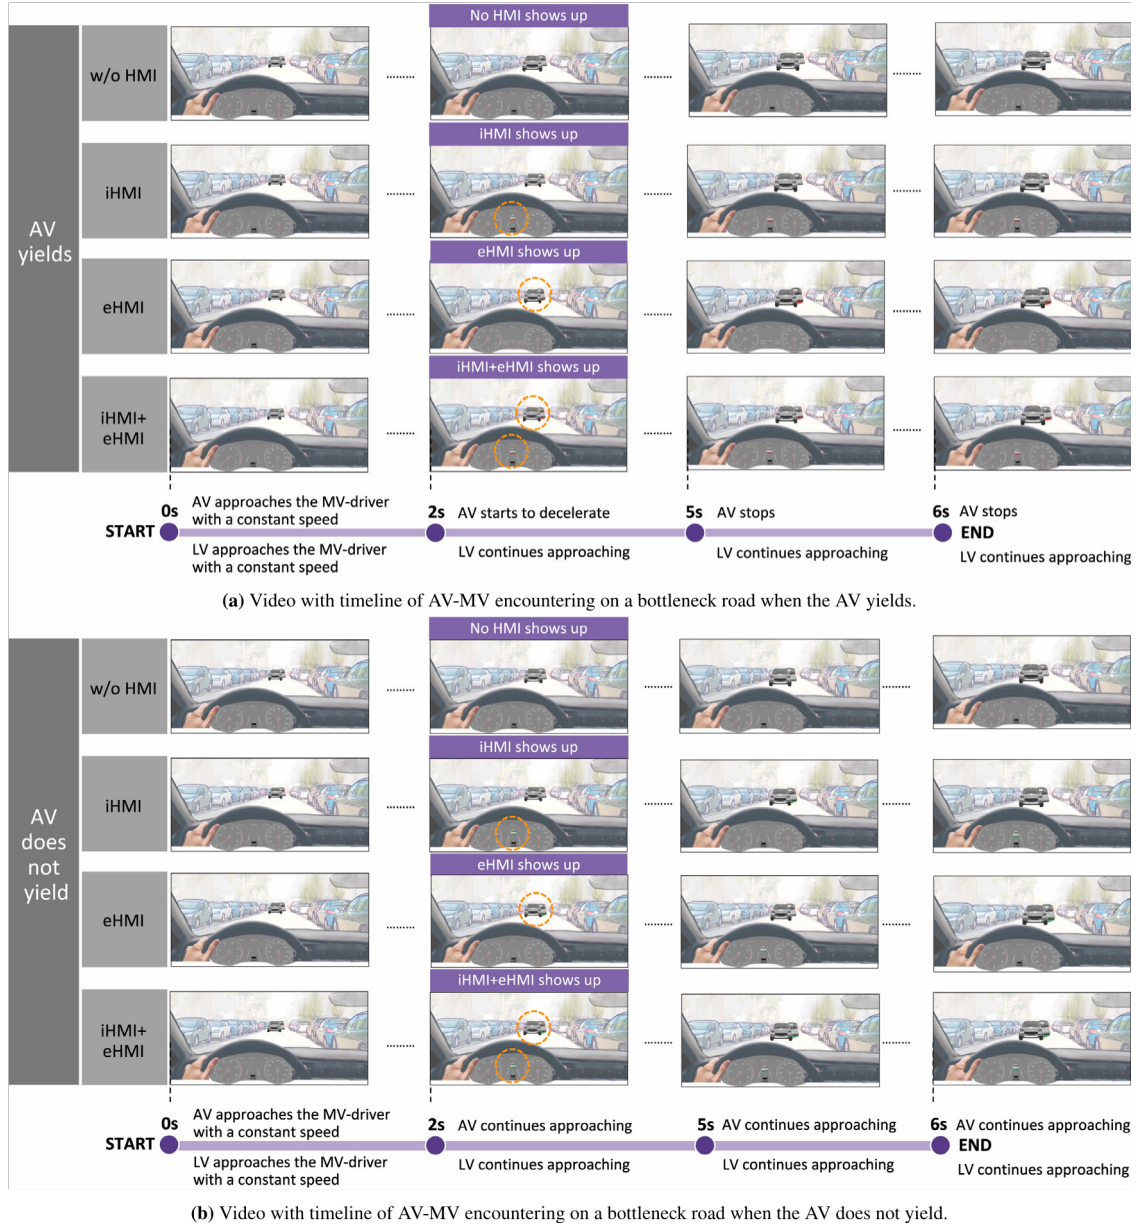 No HMI shows up
w/o HMI
.........
.........
.........
iHMI shows up
iHMI
.........
.........
.........
AV
yields
eHMI shows up
eHMI
.........
.........
.........
iHMI+eHMI shows up
iHMI+
eHMI
.........
.........
.........
START
0s
AV approaches the MV-driver
with a constant speed
LV approaches the MV-driver
with a constant speed
2s
AV starts to decelerate
LV continues approaching
5s
AV stops
LV continues approaching
6s
AV stops
END
LV continues approaching
(a) Video with timeline of AV-MV encountering on a bottleneck road when the AV yields.
No HMI shows up
w/o HMI
.........
.........
.........
iHMI shows up
iHMI
.........
.........
.........
AV
does
not
yield
eHMI shows up
eHMI
.........
.........
.........
iHMI+eHMI shows up
iHMI+
eHMI
.........
.........
.........
START
0s
AV approaches the MV-driver
with a constant speed
LV approaches the MV-driver
with a constant speed
2s
AV continues approaching
LV continues approaching
5s
AV continues approaching
LV continues approaching
6s
AV continues approaching
END
LV continues approaching
(b) Video with timeline of AV-MV encountering on a bottleneck road when the AV does not yield.